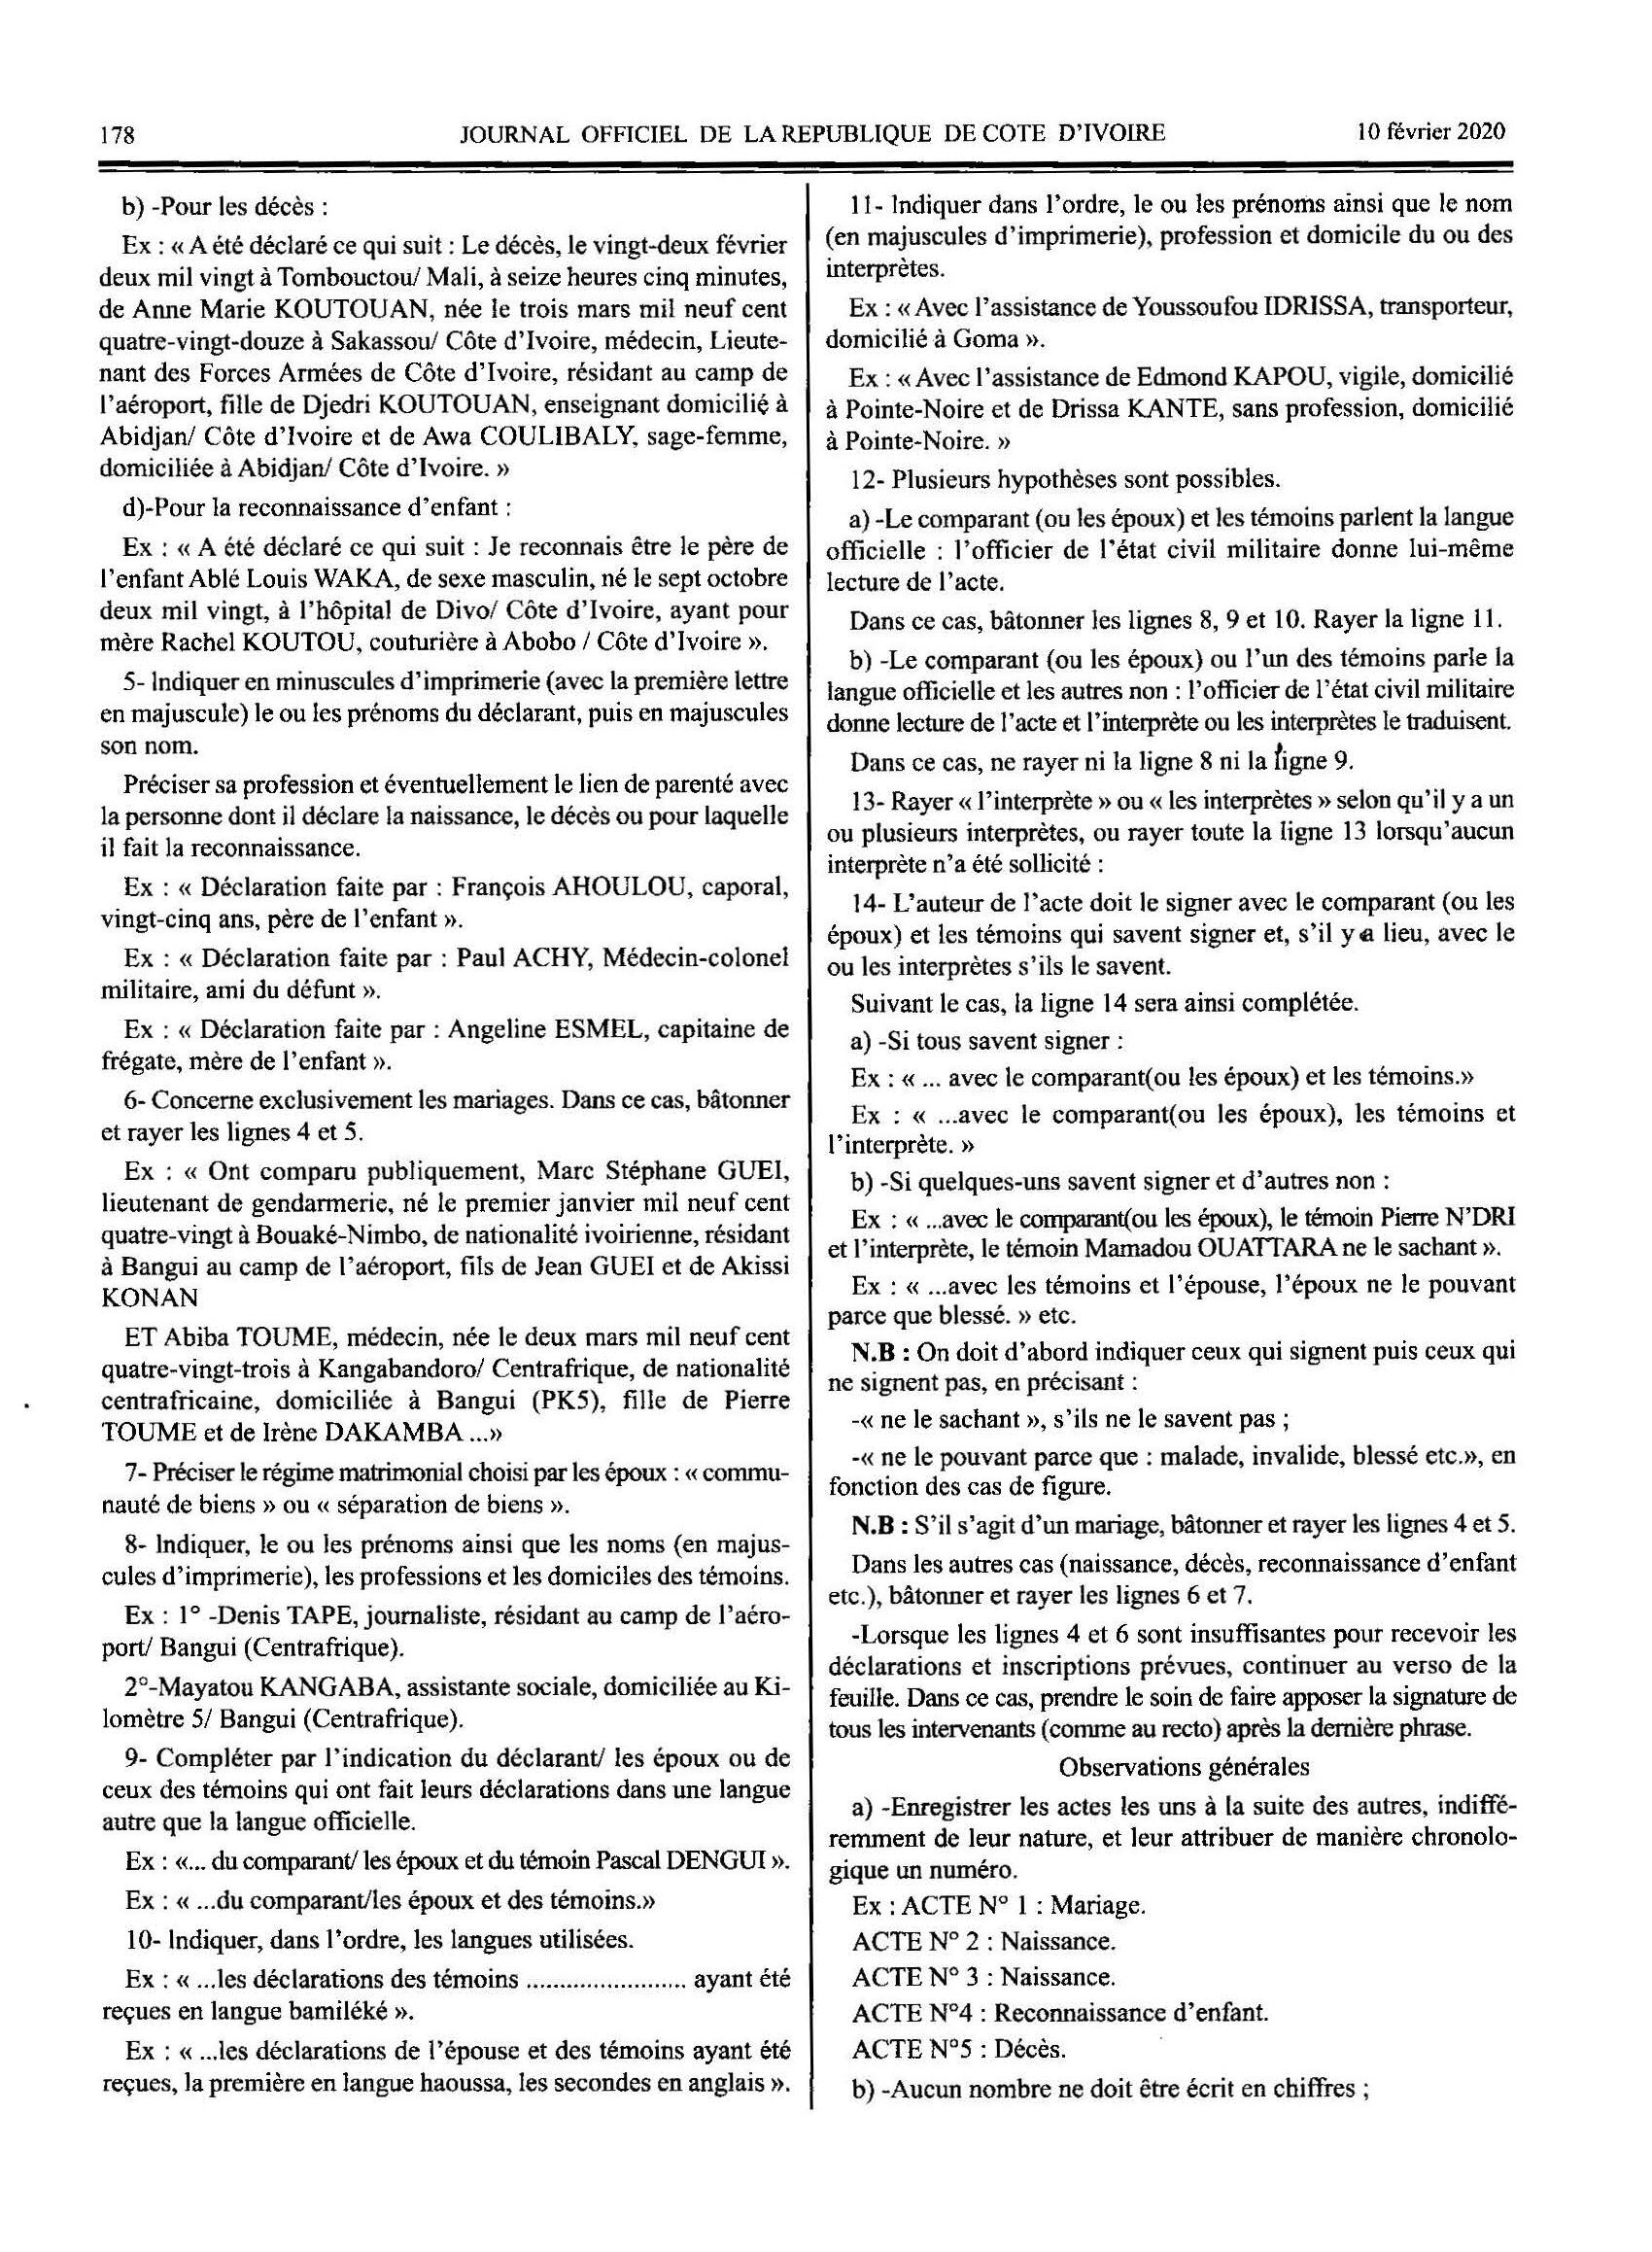 178
JOURNAL OFFICIEL DE LA REPUBLIQUE DE COTE D'IVOIRE
10 février 2020
b) -Pour les décès :
Ex : « A été déclaré ce qui suit : Le décès, le vingt-deux février
deux mil vingt à Tombouctou/ Mali, à seize heures cinq minutes,
de Anne Marie KOUTOUAN, née le trois mars mil neuf cent
quatre-vingt-douze à Sakassou/ Côte d'Ivoire, médecin, Lieute-
nant des Forces Armées de Côte d'Ivoire, résidant au camp de
l'aéroport, fille de Djedri KOUTOUAN, enseignant domicilié à
Abidjan/ Côte d'Ivoire et de Awa COULIBALY, sage-femme,
domiciliée à Abidjan/ Côte d'Ivoire. »
d)-Pour la reconnaissance d'enfant :
Ex : « A été déclaré ce qui suit : Je reconnais être le père de
l'enfant Ablé Louis WAKA, de sexe masculin, né le sept octobre
deux mil vingt, à l'hôpital de Divo/ Côte d'Ivoire, ayant pour
mère Rachel KOUTOU, couturière à Abobo / Côte d'Ivoire ».
5- Indiquer en minuscules d'imprimerie (avec la première lettre
en majuscule) le ou les prénoms du déclarant, puis en majuscules
son nom.
Préciser sa profession et éventuellement le lien de parenté avec
la personne dont il déclare la naissance, le décès ou pour laquelle
il fait la reconnaissance.
Ex : « Déclaration faite par : François AHOULOU, caporal,
vingt-cinq ans, père de l'enfant ».
Ex : « Déclaration faite par : Paul ACHY, Médecin-colonel
militaire, ami du défunt ».
Ex : « Déclaration faite par : Angeline ESMEL, capitaine de
frégate, mère de l'enfant ».
6- Concerne exclusivement les mariages. Dans ce cas, bâtonner
et rayer les lignes 4 et 5.
Ex : « Ont comparu publiquement, Marc Stéphane GUEI,
lieutenant de gendarmerie, né le premier janvier mil neuf cent
quatre-vingt à Bouaké-Nimbo, de nationalité ivoirienne, résidant
à Bangui au camp de l'aéroport, fils de Jean GUEI et de Akissi
KONAN
ET Abiba TOUME, médecin, née le deux mars mil neuf cent
quatre-vingt-trois à Kangabandoro/ Centrafrique, de nationalité
centrafricaine, domiciliée à Bangui (PK5), fille de Pierre
TOUME et de Irène DAKAMBA ...»
7- Préciser le régime matrimonial choisi par les époux : « commu-
nauté de biens » ou « séparation de biens ».
8- Indiquer, le ou les prénoms ainsi que les noms (en majus-
cules d'imprimerie), les professions et les domiciles des témoins.
Ex : 1° -Denis TAPE, journaliste, résidant au camp de l'aéro-
port/ Bangui (Centrafrique).
2°-Mayatou KANGABA, assistante sociale, domiciliée au Ki-
lomètre 5/ Bangui (Centrafrique).
9- Compléter par l'indication du déclarant/ les époux ou de
ceux des témoins qui ont fait leurs déclarations dans une langue
autre que la langue officielle.
Ex : «... du comparant/ les époux et du témoin Pascal DENGUI ».
Ex : « ...du comparant/les époux et des témoins.»
10- Indiquer, dans l'ordre, les langues utilisées.
Ex : « ...les déclarations des témoins ........................ ayant été
reçues en langue bamiléké ».
Ex : « ...les déclarations de l'épouse et des témoins ayant été
reçues, la première en langue haoussa, les secondes en anglais ».
11- Indiquer dans l'ordre, le ou les prénoms ainsi que le nom
(en majuscules d'imprimerie), profession et domicile du ou des
interprètes.
Ex : « Avec l'assistance de Youssoufou IDRISSA, transporteur,
domicilié à Goma ».
Ex : « Avec l'assistance de Edmond KAPOU, vigile, domicilié
à Pointe-Noire et de Drissa KANTE, sans profession, domicilié
à Pointe-Noire. »
12- Plusieurs hypothèses sont possibles.
a) -Le comparant (ou les époux) et les témoins parlent la langue
officielle : l'officier de l'état civil militaire donne lui-même
lecture de l'acte.
Dans ce cas, bâtonner les lignes 8, 9 et 10. Rayer la ligne 11.
b) -Le comparant (ou les époux) ou l'un des témoins parle la
langue officielle et les autres non : l'officier de l'état civil militaire
donne lecture de l'acte et l'interprète ou les interprètes le traduisent.
Dans ce cas, ne rayer ni la ligne 8 ni la ligne 9.
13- Rayer « l'interprète » ou « les interprètes » selon qu'il y a un
ou plusieurs interprètes, ou rayer toute la ligne 13 lorsqu'aucun
interprète n'a été sollicité :
14- L'auteur de l'acte doit le signer avec le comparant (ou les
époux) et les témoins qui savent signer et, s'il y a lieu, avec le
ou les interprètes s'ils le savent.
Suivant le cas, la ligne 14 sera ainsi complétée.
a) -Si tous savent signer :
Ex : « ... avec le comparant(ou les époux) et les témoins.»
Ex : « ...avec le comparant(ou les époux), les témoins et
l'interprète. »
b) -Si quelques-uns savent signer et d'autres non :
Ex : « ...avec le comparant(ou les époux), le témoin Pierre N'DRI
et l'interprète, le témoin Mamadou OUATTARA ne le sachant ».
Ex : « ...avec les témoins et l'épouse, l'époux ne le pouvant
parce que blessé. » etc.
N.B : On doit d'abord indiquer ceux qui signent puis ceux qui
ne signent pas, en précisant :
-« ne le sachant », s'ils ne le savent pas ;
-« ne le pouvant parce que : malade, invalide, blessé etc.», en
fonction des cas de figure.
N.B : S'il s'agit d'un mariage, bâtonner et rayer les lignes 4 et 5.
Dans les autres cas (naissance, décès, reconnaissance d'enfant
etc.), bâtonner et rayer les lignes 6 et 7.
-Lorsque les lignes 4 et 6 sont insuffisantes pour recevoir les
déclarations et inscriptions prévues, continuer au verso de la
feuille. Dans ce cas, prendre le soin de faire apposer la signature de
tous les intervenants (comme au recto) après la dernière phrase.
Observations générales
a) -Enregistrer les actes les uns à la suite des autres, indiffé-
remment de leur nature, et leur attribuer de manière chronolo-
gique un numéro.
Ex : ACTE N° 1 : Mariage.
ACTE N° 2 : Naissance.
ACTE N° 3 : Naissance.
ACTE N°4 : Reconnaissance d'enfant.
ACTE N°5 : Décès.
b) -Aucun nombre ne doit être écrit en chiffres ;